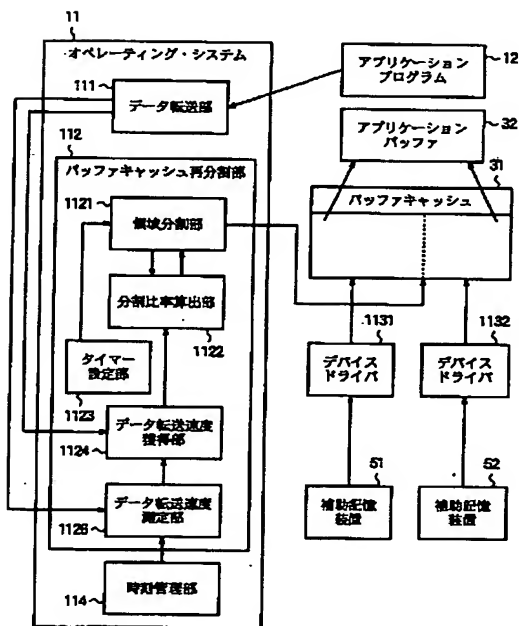 11
オペレーティング・システム
111
データ転送部
112
バッファキャッシュ再分割部
1121
領域分割部
分割比率算出部
1122
タイマー
設定部
1123
データ転送速度
獲得部
1124
データ転送速度
測定部
1125
時刻管理部
114
アプリケーション
プログラム
12
アプリケーション
バッファ
32
31
バッファキャッシュ
1131
デバイス
ドライバ
1132
デバイス
ドライバ
51
補助記憶
装置
52
補助記憶
装置